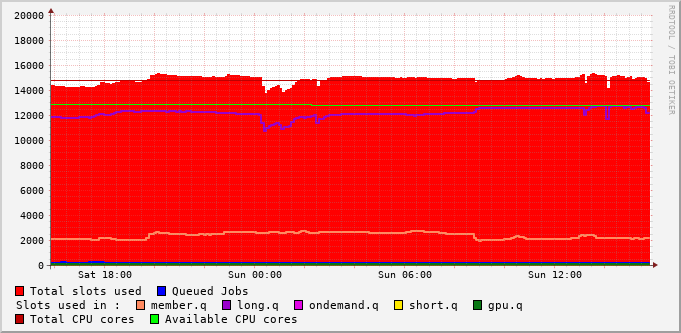 20000
18000
16000
14000
12000
10000
8000
6000
4000
2000
0
Sat 18:00 Sun 00:00 Sun 06:00 Sun 12:00
RRDTOOL / TOBI OETIKER
Total slots used Queued Jobs
Slots used in : member.q long.q ondemand.q short.q gpu.q
Total CPU cores Available CPU cores